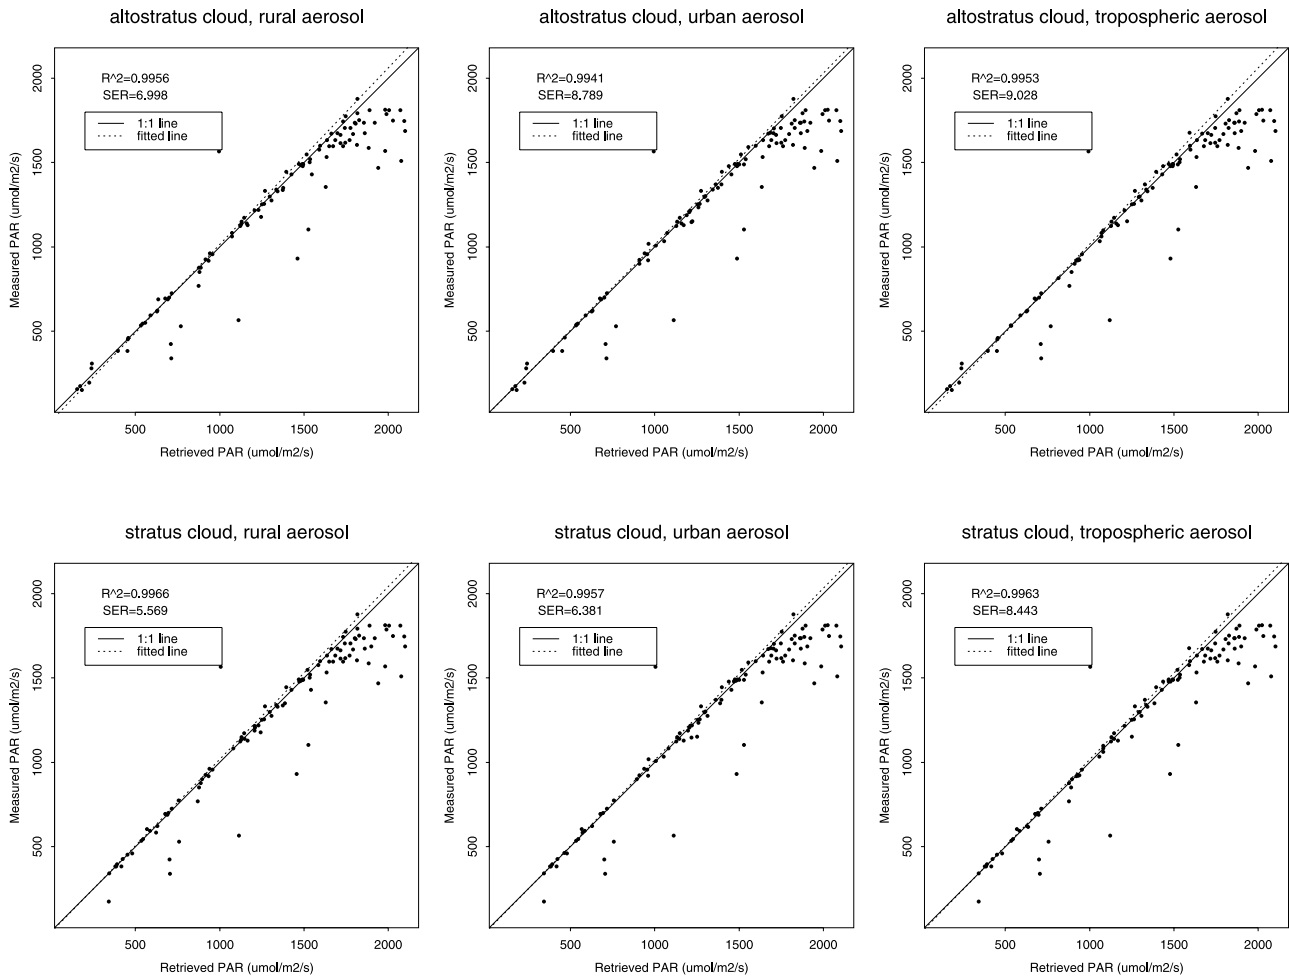 altostratus cloud, rural aerosol
R^2=0.9956
SER=6.998
1:1 line
fitted line
Measured PAR (umol/m2/s)
2000
1500
1000
500
500 1000 1500 2000
Retrieved PAR (umol/m2/s)
altostratus cloud, urban aerosol
R^2=0.9941
SER=8.789
1:1 line
fitted line
Measured PAR (umol/m2/s)
2000
1500
1000
500
500 1000 1500 2000
Retrieved PAR (umol/m2/s)
altostratus cloud, tropospheric aerosol
R^2=0.9953
SER=9.028
1:1 line
fitted line
Measured PAR (umol/m2/s)
2000
1500
1000
500
500 1000 1500 2000
Retrieved PAR (umol/m2/s)
stratus cloud, rural aerosol
R^2=0.9966
SER=5.569
1:1 line
fitted line
Measured PAR (umol/m2/s)
2000
1500
1000
500
500 1000 1500 2000
Retrieved PAR (umol/m2/s)
stratus cloud, urban aerosol
R^2=0.9957
SER=6.381
1:1 line
fitted line
Measured PAR (umol/m2/s)
2000
1500
1000
500
500 1000 1500 2000
Retrieved PAR (umol/m2/s)
stratus cloud, tropospheric aerosol
R^2=0.9963
SER=8.443
1:1 line
fitted line
Measured PAR (umol/m2/s)
2000
1500
1000
500
500 1000 1500 2000
Retrieved PAR (umol/m2/s)